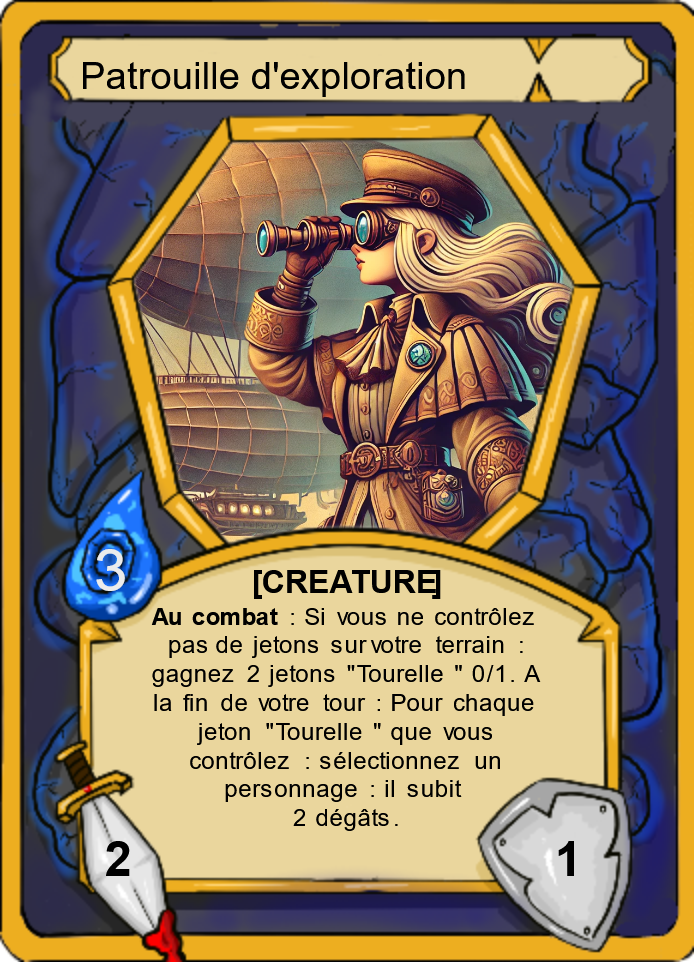 Patrouille d'exploration
3
[CREATURE]
Au combat : Si vous ne contrôlez
pas de jetons sur votre terrain :
gagnez 2 jetons "Tourelle " 0/1. A
la fin de votre tour : Pour chaque
jeton "Tourelle " que vous
contrôlez : sélectionnez un
personnage : il subit
2 dégâts.
2
1